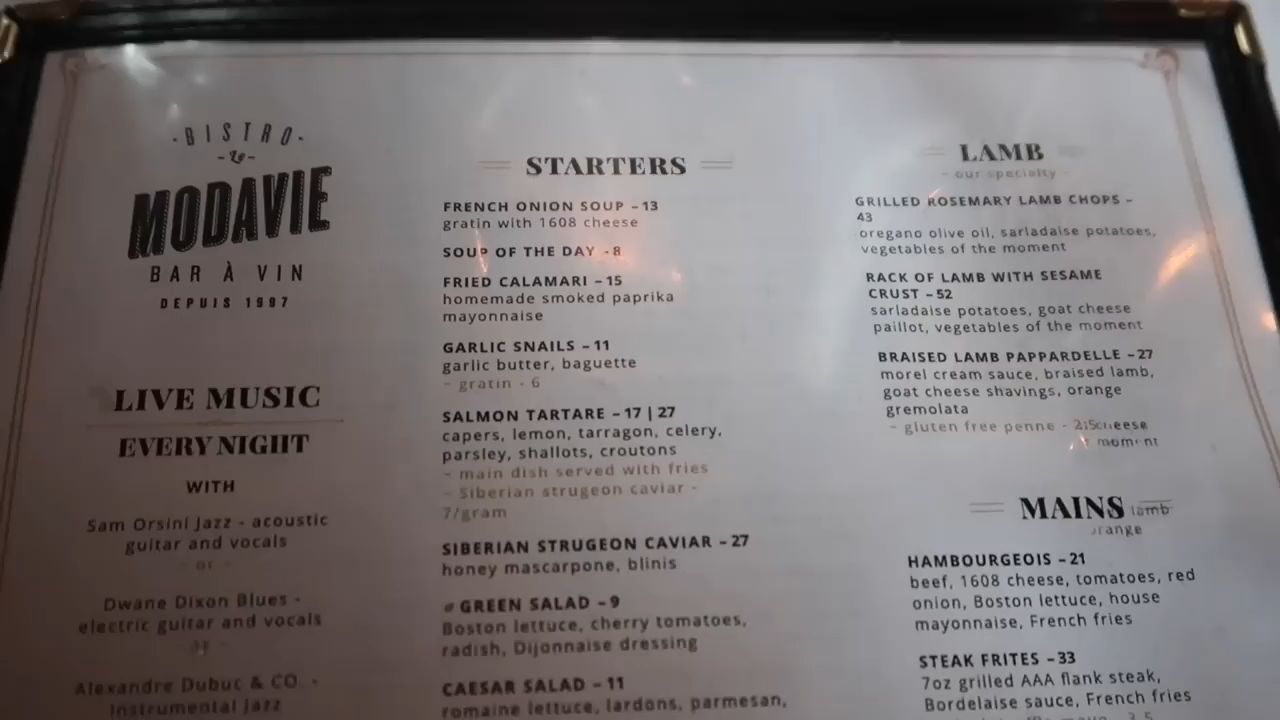 ·BISTRO·
-Le-
MODAVIE
BAR À VIN
DEPUIS 1997
LIVE MUSIC
EVERY NIGHT
WITH
Sam Orsini Jazz - acoustic
guitar and vocals
- or -
Dwane Dixon Blues -
electric guitar and vocals
- or -
Alexandre Dubuc & CO. -
Instrumental Jazz
STARTERS
FRENCH ONION SOUP – 13
gratin with 1608 cheese
SOUP OF THE DAY - 8
FRIED CALAMARI – 15
homemade smoked paprika
mayonnaise
GARLIC SNAILS – 11
garlic butter, baguette
~ gratin - 6
SALMON TARTARE – 17 | 27
capers, lemon, tarragon, celery,
parsley, shallots, croutons
~ main dish served with fries
~ Siberian strugeon caviar -
7/gram
SIBERIAN STRUGEON CAVIAR – 27
honey mascarpone, blinis
GREEN SALAD – 9
Boston lettuce, cherry tomatoes,
radish, Dijonnaise dressing
CAESAR SALAD – 11
romaine lettuce, lardons, parmesan,
LAMB
~ our specialty ~
GRILLED ROSEMARY LAMB CHOPS –
43
oregano olive oil, sarladaise potatoes,
vegetables of the moment
RACK OF LAMB WITH SESAME
CRUST – 52
sarladaise potatoes, goat cheese
paillot, vegetables of the moment
BRAISED LAMB PAPPARDELLE – 27
morel cream sauce, braised lamb,
goat cheese shavings, orange
gremolata
~ gluten free penne -
MAINS
HAMBOURGEOIS – 21
beef, 1608 cheese, tomatoes, red
onion, Boston lettuce, house
mayonnaise, French fries
STEAK FRITES – 33
7oz grilled AAA flank steak,
Bordelaise sauce, French fries